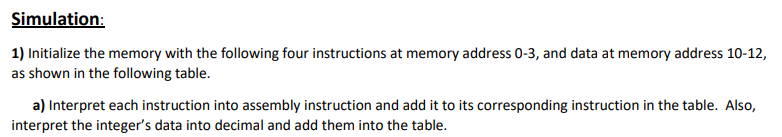 Simulation:
1) Initialize the memory with the following four instructions at memory address 0-3, and data at memory address 10-12,
as shown in the following table.
a) Interpret each instruction into assembly instruction and add it to its corresponding instruction in the table. Also,
interpret the integer's data into decimal and add them into the table.